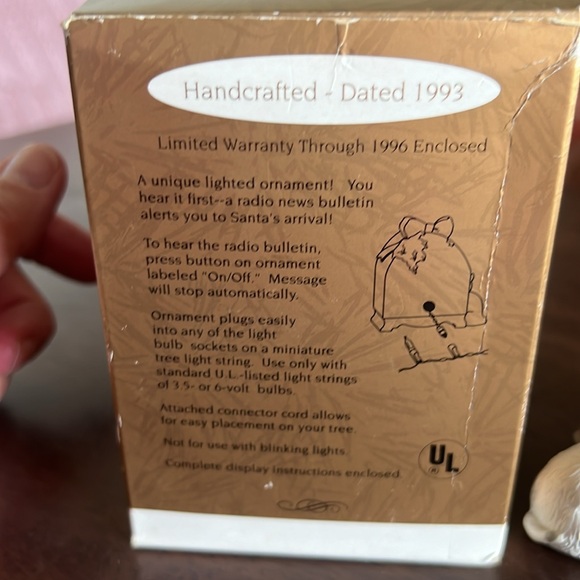 Handcrafted - Dated 1993
Limited Warranty Through 1996 Enclosed
A unique lighted ornament! You
hear it first--a radio news bulletin
alerts you to Santa's arrival!
To hear the radio bulletin,
press button on ornament
labeled "On/Off." Message
will stop automatically.
Ornament plugs easily
into any of the light
bulb sockets on a miniature
tree light string. Use only with
standard U.L.-listed light strings
of 3.5- or 6-volt bulbs.
Attached connector cord allows
for easy placement on your tree.
Not for use with blinking lights.
Complete display instructions enclosed.
UL
®